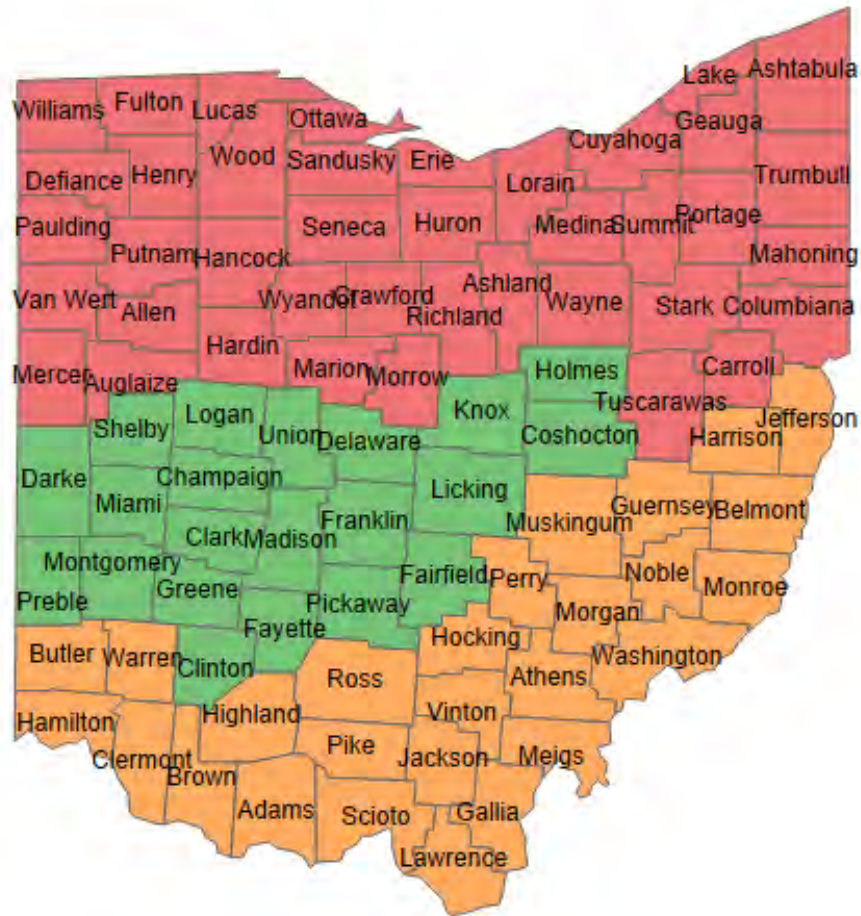 Lake Ashtabula
Williams Fulton Lucas Ottawa Geauga
Cuyahoga
Wood Sandusky Erie
Defiance Henry Lorain Trumbull
Paulding Seneca Huron Medina Summit Portage
Putnam Hancock Mahoning
Van Wert Allen Wyandot Crawford Ashland Wayne Stark Columbiana
Richland
Hardin
Mercer Auglaize Marion Morrow Holmes Carroll
Tuscarawas
Shelby Logan Union Delaware Knox Coshocton Harrison Jefferson
Darke Champaign Licking
Miami Franklin Muskingum Guernsey Belmont
Clark Madison
Montgomery Fairfield Perry Noble Monroe
Preble Greene Pickaway Morgan
Fayette Hocking
Butler Warren Clinton Ross Athens Washington
Hamilton Highland Vinton
Clermont Brown Pike Jackson Meigs
Adams Scioto Gallia
Lawrence